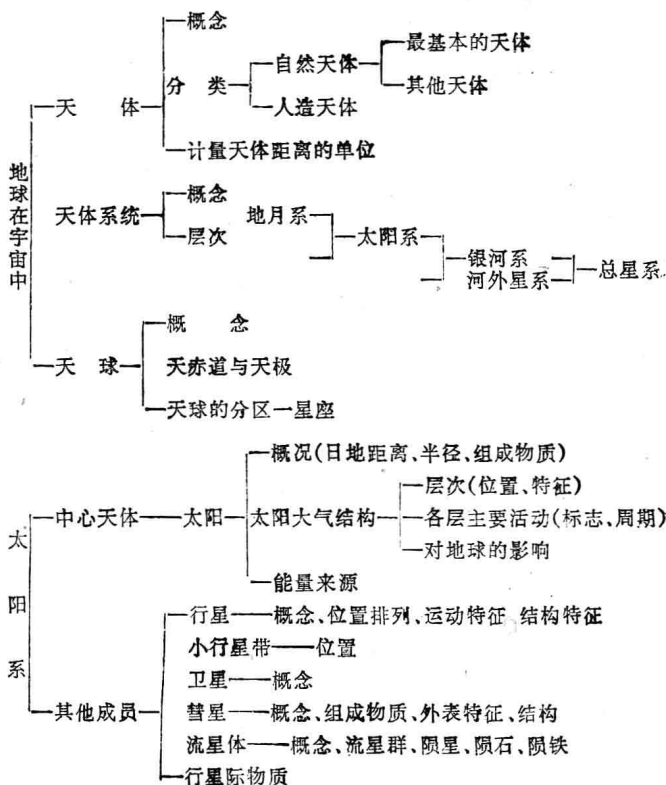 概念
最基本的天体
自然天体
分类
其他天体
天体
人造天体
计量天体距离的单位
地球在宇宙中
概念
天体系统
地月系
层次
太阳系
银河系
河外星系
总星系
概念
天球
天赤道与天极
天球的分区—星座
概况(日地距离、半径、组成物质)
层次(位置、特征)
中心天体
太阳
太阳大气结构
各层主要活动(标志、周期)
对地球的影响
能量来源
太阳系
行星——概念、位置排列、运动特征 结构特征
小行星带——位置
卫星——概念
其他成员
彗星——概念、组成物质、外表特征、结构
流星体——概念、流星群、陨星、陨石、陨铁
行星际物质